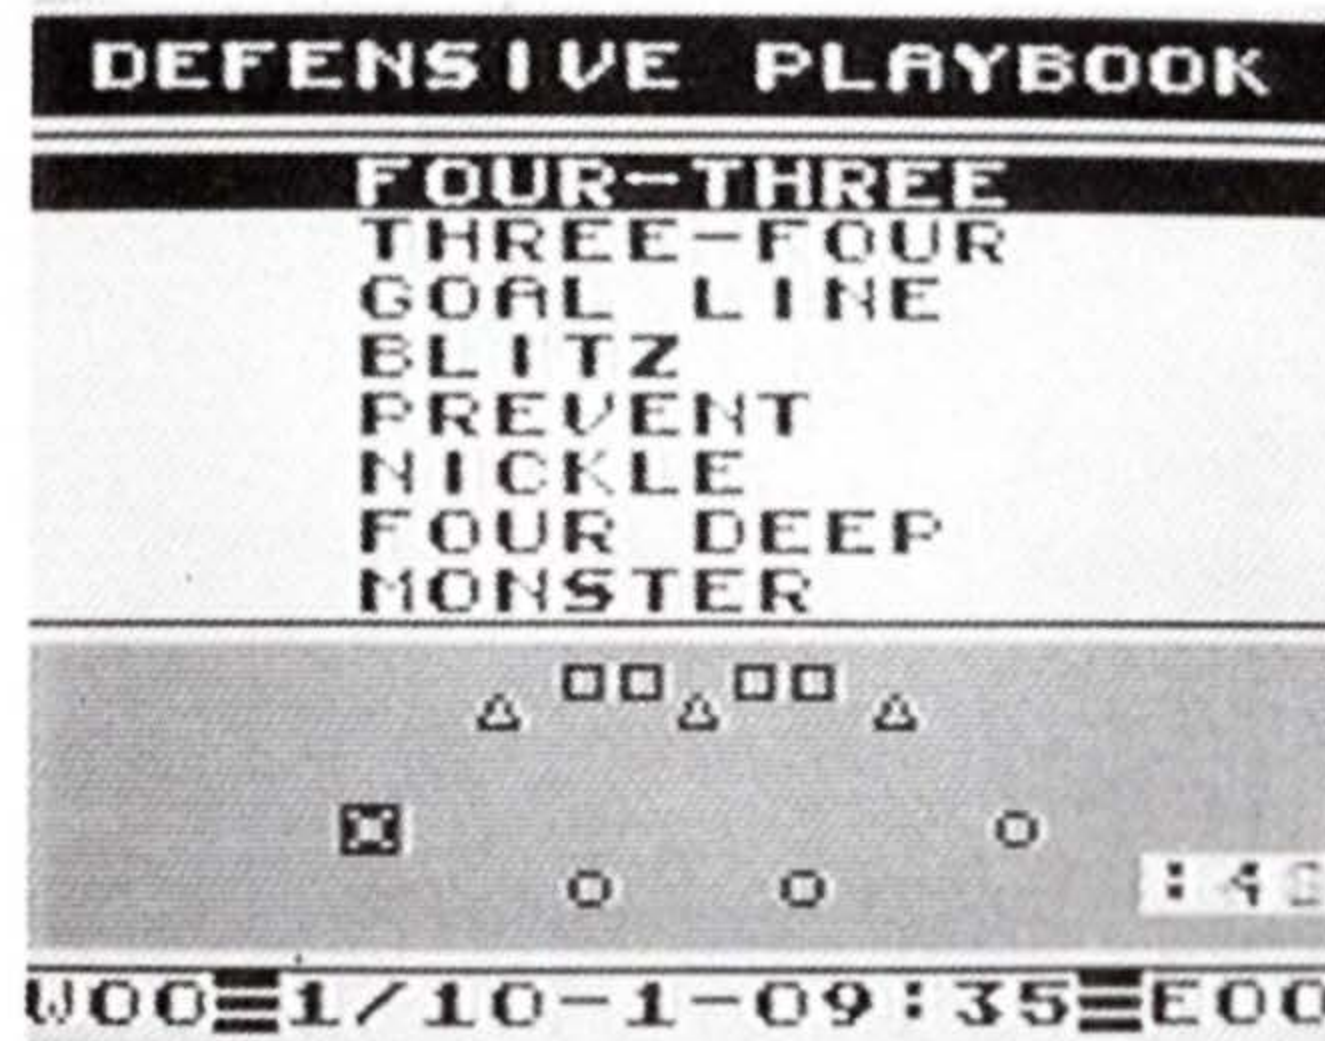 DEFENSIVE PLAYBOOK
FOUR-THREE
THREE-FOUR
GOAL LINE
BLITZ
PREVENT
NICKLE
FOUR DEEP
MONSTER
W00≡1/10-1-09:35≡E00